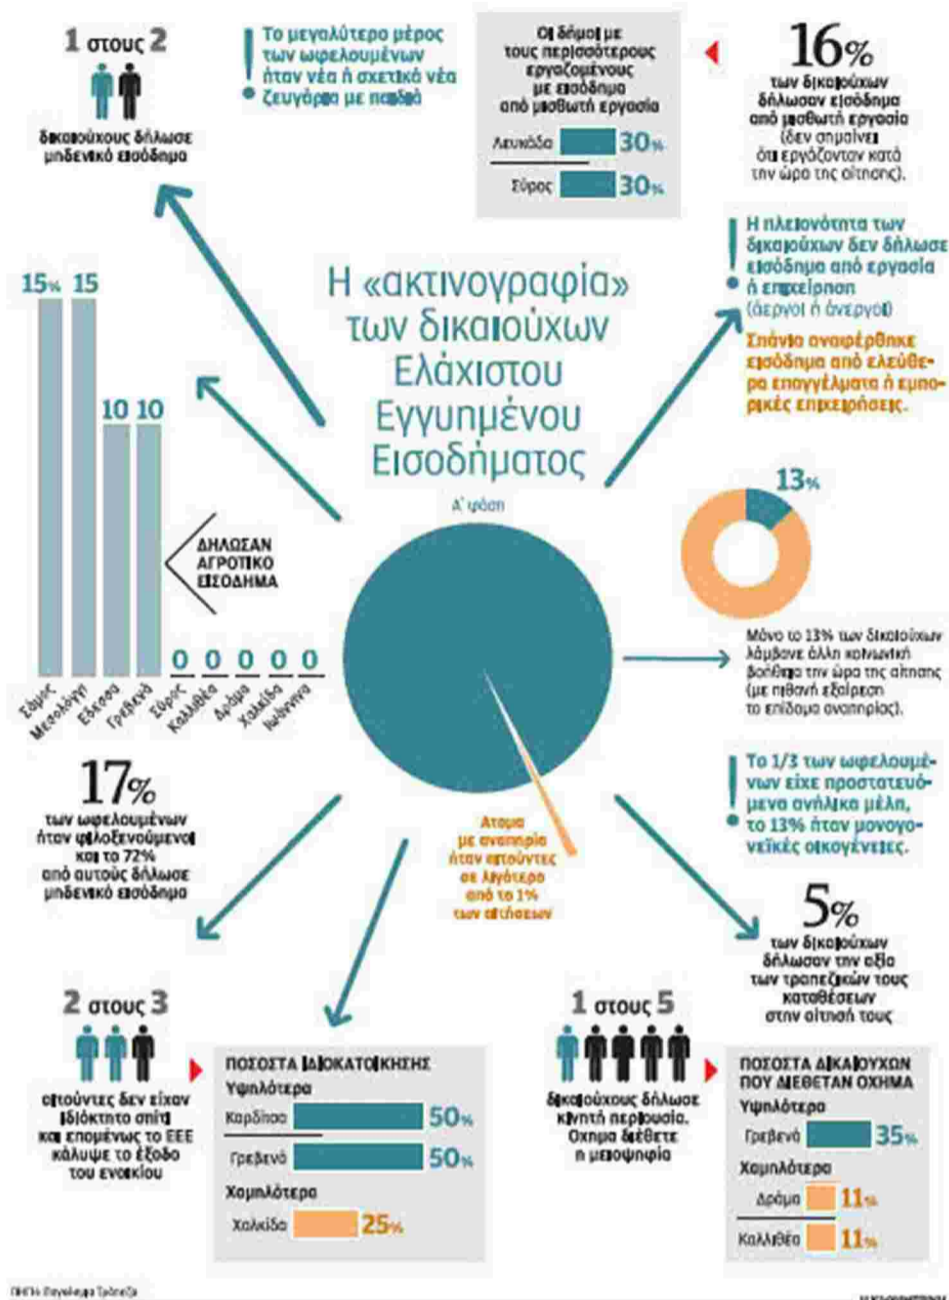 1 στους 2
δικαιούχους δήλωσε
μηδενικό εισόδημα
Το μεγαλύτερο μέρος
των ωφελουμένων
ήταν νέα ή σχετικά νέα
ζευγάρια με παιδιά
Οι δήμοι με
τους περισσότερους
εργαζομένους
με εισόδημα
από μισθωτή εργασία
Λευκάδα 30%
Σύρος 30%
16%
των δικαιούχων
δήλωσαν εισόδημα
από μισθωτή εργασία
(δεν σημαίνει
ότι εργάζονταν κατά
την ώρα της αίτησης).
Η πλειονότητα των
δικαιούχων δεν δήλωσε
εισόδημα από εργασία
ή επιχείρηση
(άεργοι ή άνεργοι)
Σπάνια αναφέρθηκε
εισόδημα από ελεύθε-
ρα επαγγέλματα ή εμπο-
ρικές επιχειρήσεις.
Η «ακτινογραφία»
των δικαιούχων
Ελάχιστου
Εγγυημένου
Εισοδήματος
Α' φάση
15% 15
10 10
0 0 0 0 0
Σάμος Μεσολόγγι Εδεσσα Γρεβενά Σύρος Καλλιθέα Δράμα Χαλκίδα Ιωάννινα
ΔΗΛΩΣΑΝ
ΑΓΡΟΤΙΚΟ
ΕΙΣΟΔΗΜΑ
13%
Μόνο το 13% των δικαιούχων
λάμβανε άλλη κοινωνική
βοήθεια την ώρα της αίτησης
(με πιθανή εξαίρεση
το επίδομα αναπηρίας).
17%
των ωφελουμένων
ήταν φιλοξενούμενοι
και το 72%
από αυτούς δήλωσε
μηδενικό εισόδημα
Ατομα
με αναπηρία
ήταν αιτούντες
σε λιγότερο
από το 1%
των αιτήσεων
Το 1/3 των ωφελουμέ-
νων είχε προστατευό-
μενα ανήλικα μέλη,
το 13% ήταν μονογο-
νεϊκές οικογένειες.
5%
των δικαιούχων
δήλωσαν την αξία
των τραπεζικών τους
καταθέσεων
στην αίτησή τους
2 στους 3
αιτούντες δεν είχαν
ιδιόκτητο σπίτι
και επομένως το ΕΕΕ
κάλυψε το έξοδο
του ενοικίου
ΠΟΣΟΣΤΑ ΙΔΙΟΚΑΤΟΙΚΗΣΗΣ
Υψηλότερα
Καρδίτσα 50%
Γρεβενά 50%
Χαμηλότερα
Χαλκίδα 25%
1 στους 5
δικαιούχους δήλωσε
κινητή περιουσία.
Οχημα διέθετε
η μειοψηφία
ΠΟΣΟΣΤΑ ΔΙΚΑΙΟΥΧΩΝ
ΠΟΥ ΔΙΕΘΕΤΑΝ ΟΧΗΜΑ
Υψηλότερα
Γρεβενά 35%
Χαμηλότερα
Δράμα 11%
Καλλιθέα 11%
ΠΗΓΗ: Παγκόσμια Τράπεζα